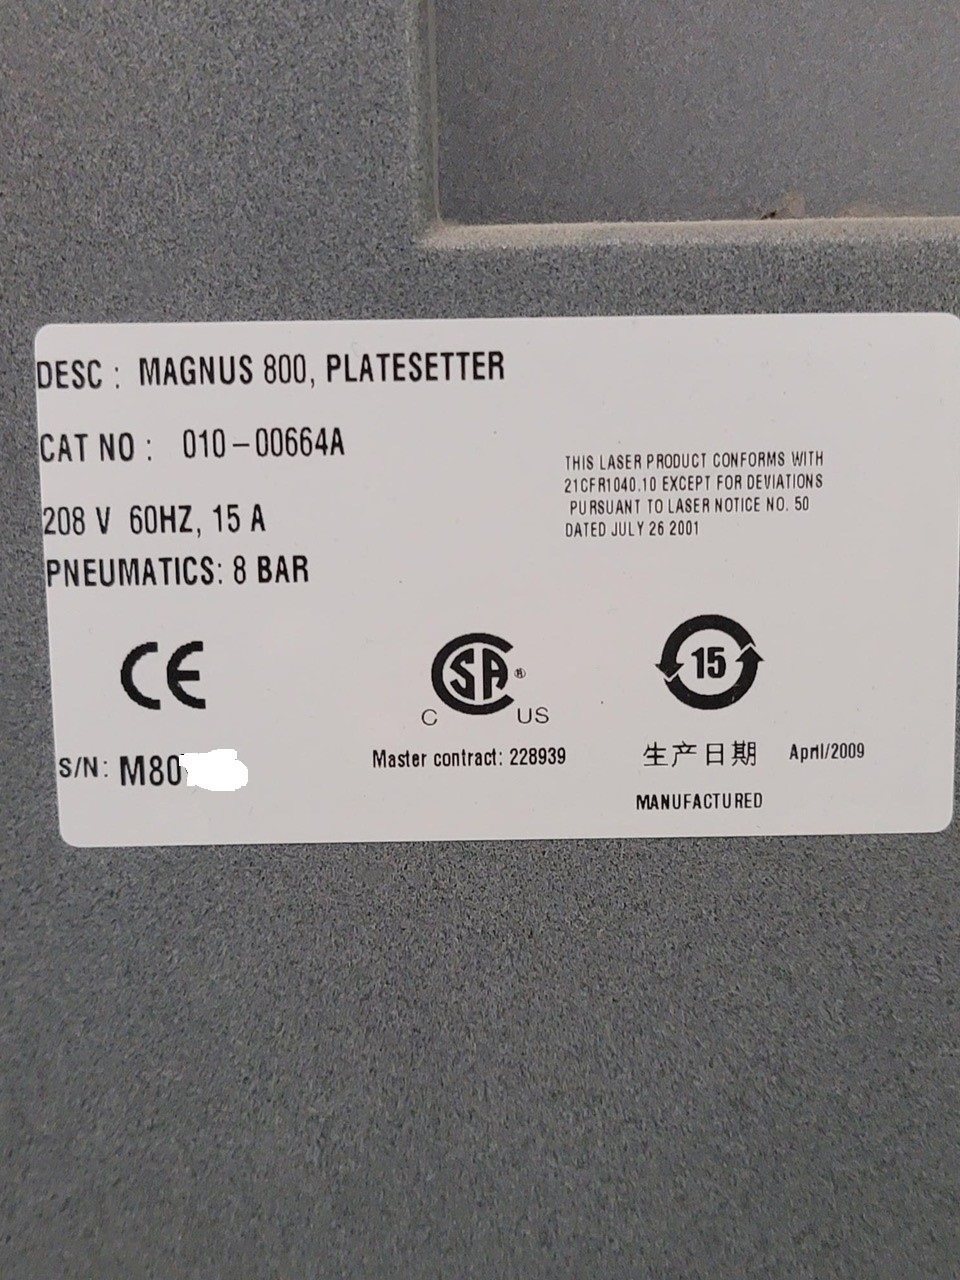 DESC : MAGNUS 800, PLATESETTER
CAT NO : 010-00664A
208 V 60HZ, 15 A
PNEUMATICS: 8 BAR
THIS LASER PRODUCT CONFORMS WITH
21CFR1040.10 EXCEPT FOR DEVIATIONS
PURSUANT TO LASER NOTICE NO. 50
DATED JULY 26 2001
CE
SA®
C US
15
S/N: M80
Master contract: 228939
生产日期 April/2009
MANUFACTURED